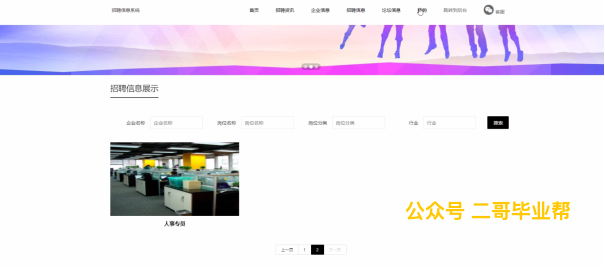 招聘信息系统 首页 招聘资讯 企业信息 招聘信息 论坛信息 我的 跳转到后台 客服
招聘信息展示
企业名称 企业名称 岗位名称 岗位名称 岗位分类 岗位分类 行业 行业 搜索
公众号 二哥毕业帮
人事专员
上一页 1 2 下一页